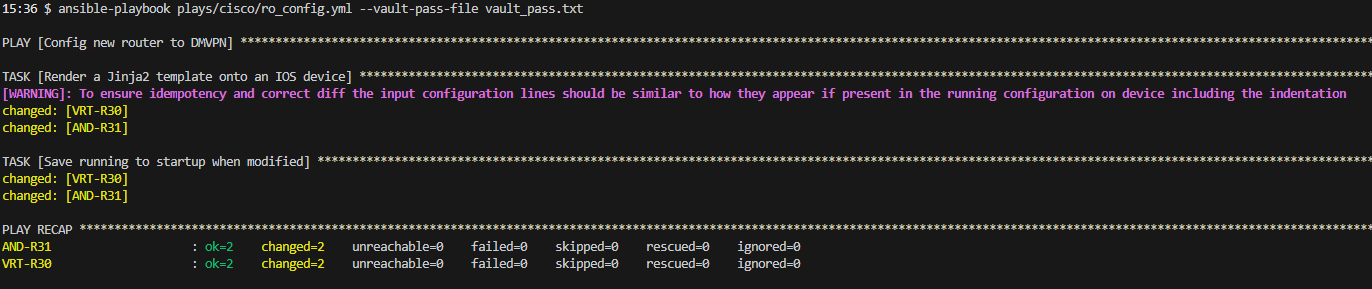 15:36 $ ansible-playbook plays/cisco/ro_config.yml --vault-pass-file vault_pass.txt
PLAY [Config new router to DMVPN] ******************************************************************************************************************************************************************
TASK [Render a Jinja2 template onto an IOS device] *************************************************************************************************************************************************
[WARNING]: To ensure idempotency and correct diff the input configuration lines should be similar to how they appear if present in the running configuration on device including the indentation
changed: [VRT-R30]
changed: [AND-R31]
TASK [Save running to startup when modified] *******************************************************************************************************************************************************
changed: [VRT-R30]
changed: [AND-R31]
PLAY RECAP *****************************************************************************************************************************************************************************************
AND-R31                    : ok=2    changed=2    unreachable=0    failed=0    skipped=0    rescued=0    ignored=0
VRT-R30                    : ok=2    changed=2    unreachable=0    failed=0    skipped=0    rescued=0    ignored=0